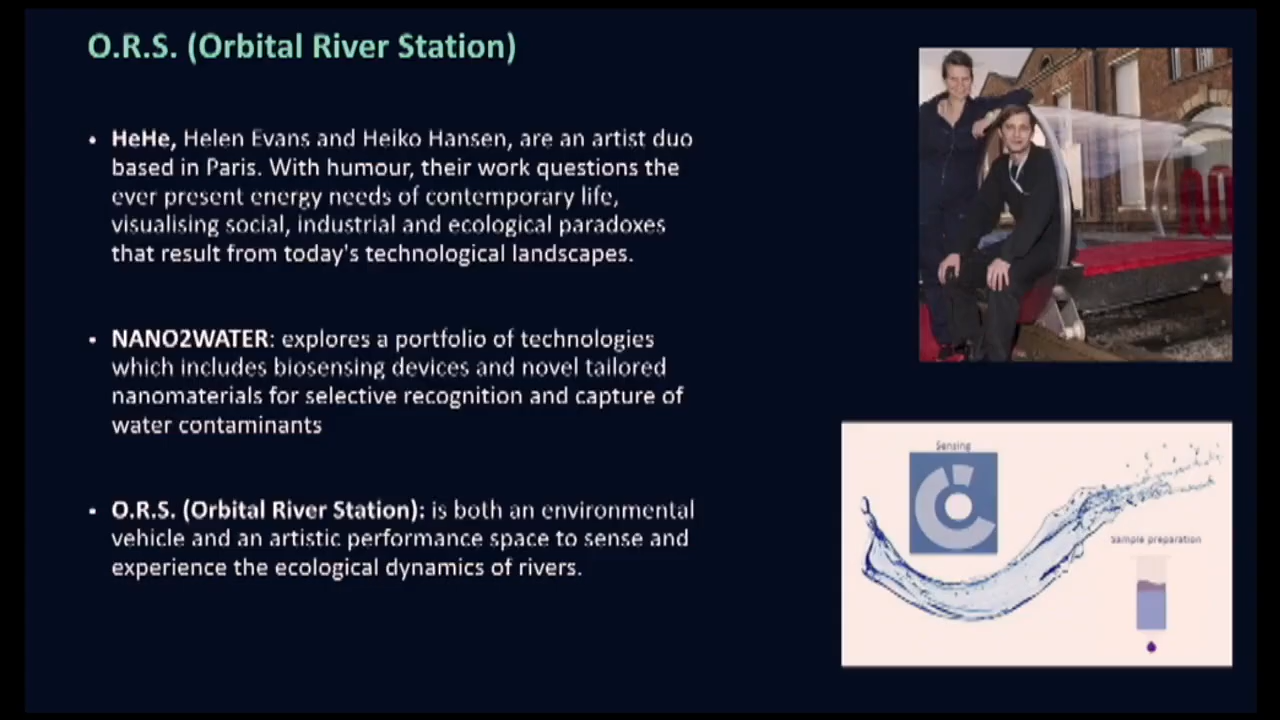 O.R.S. (Orbital River Station)
• HeHe, Helen Evans and Heiko Hansen, are an artist duo
based in Paris. With humour, their work questions the
ever present energy needs of contemporary life,
visualising social, industrial and ecological paradoxes
that result from today's technological landscapes.
• NANO2WATER: explores a portfolio of technologies
which includes biosensing devices and novel tailored
nanomaterials for selective recognition and capture of
water contaminants
• O.R.S. (Orbital River Station): is both an environmental
vehicle and an artistic performance space to sense and
experience the ecological dynamics of rivers.
Sensing
Sample preparation